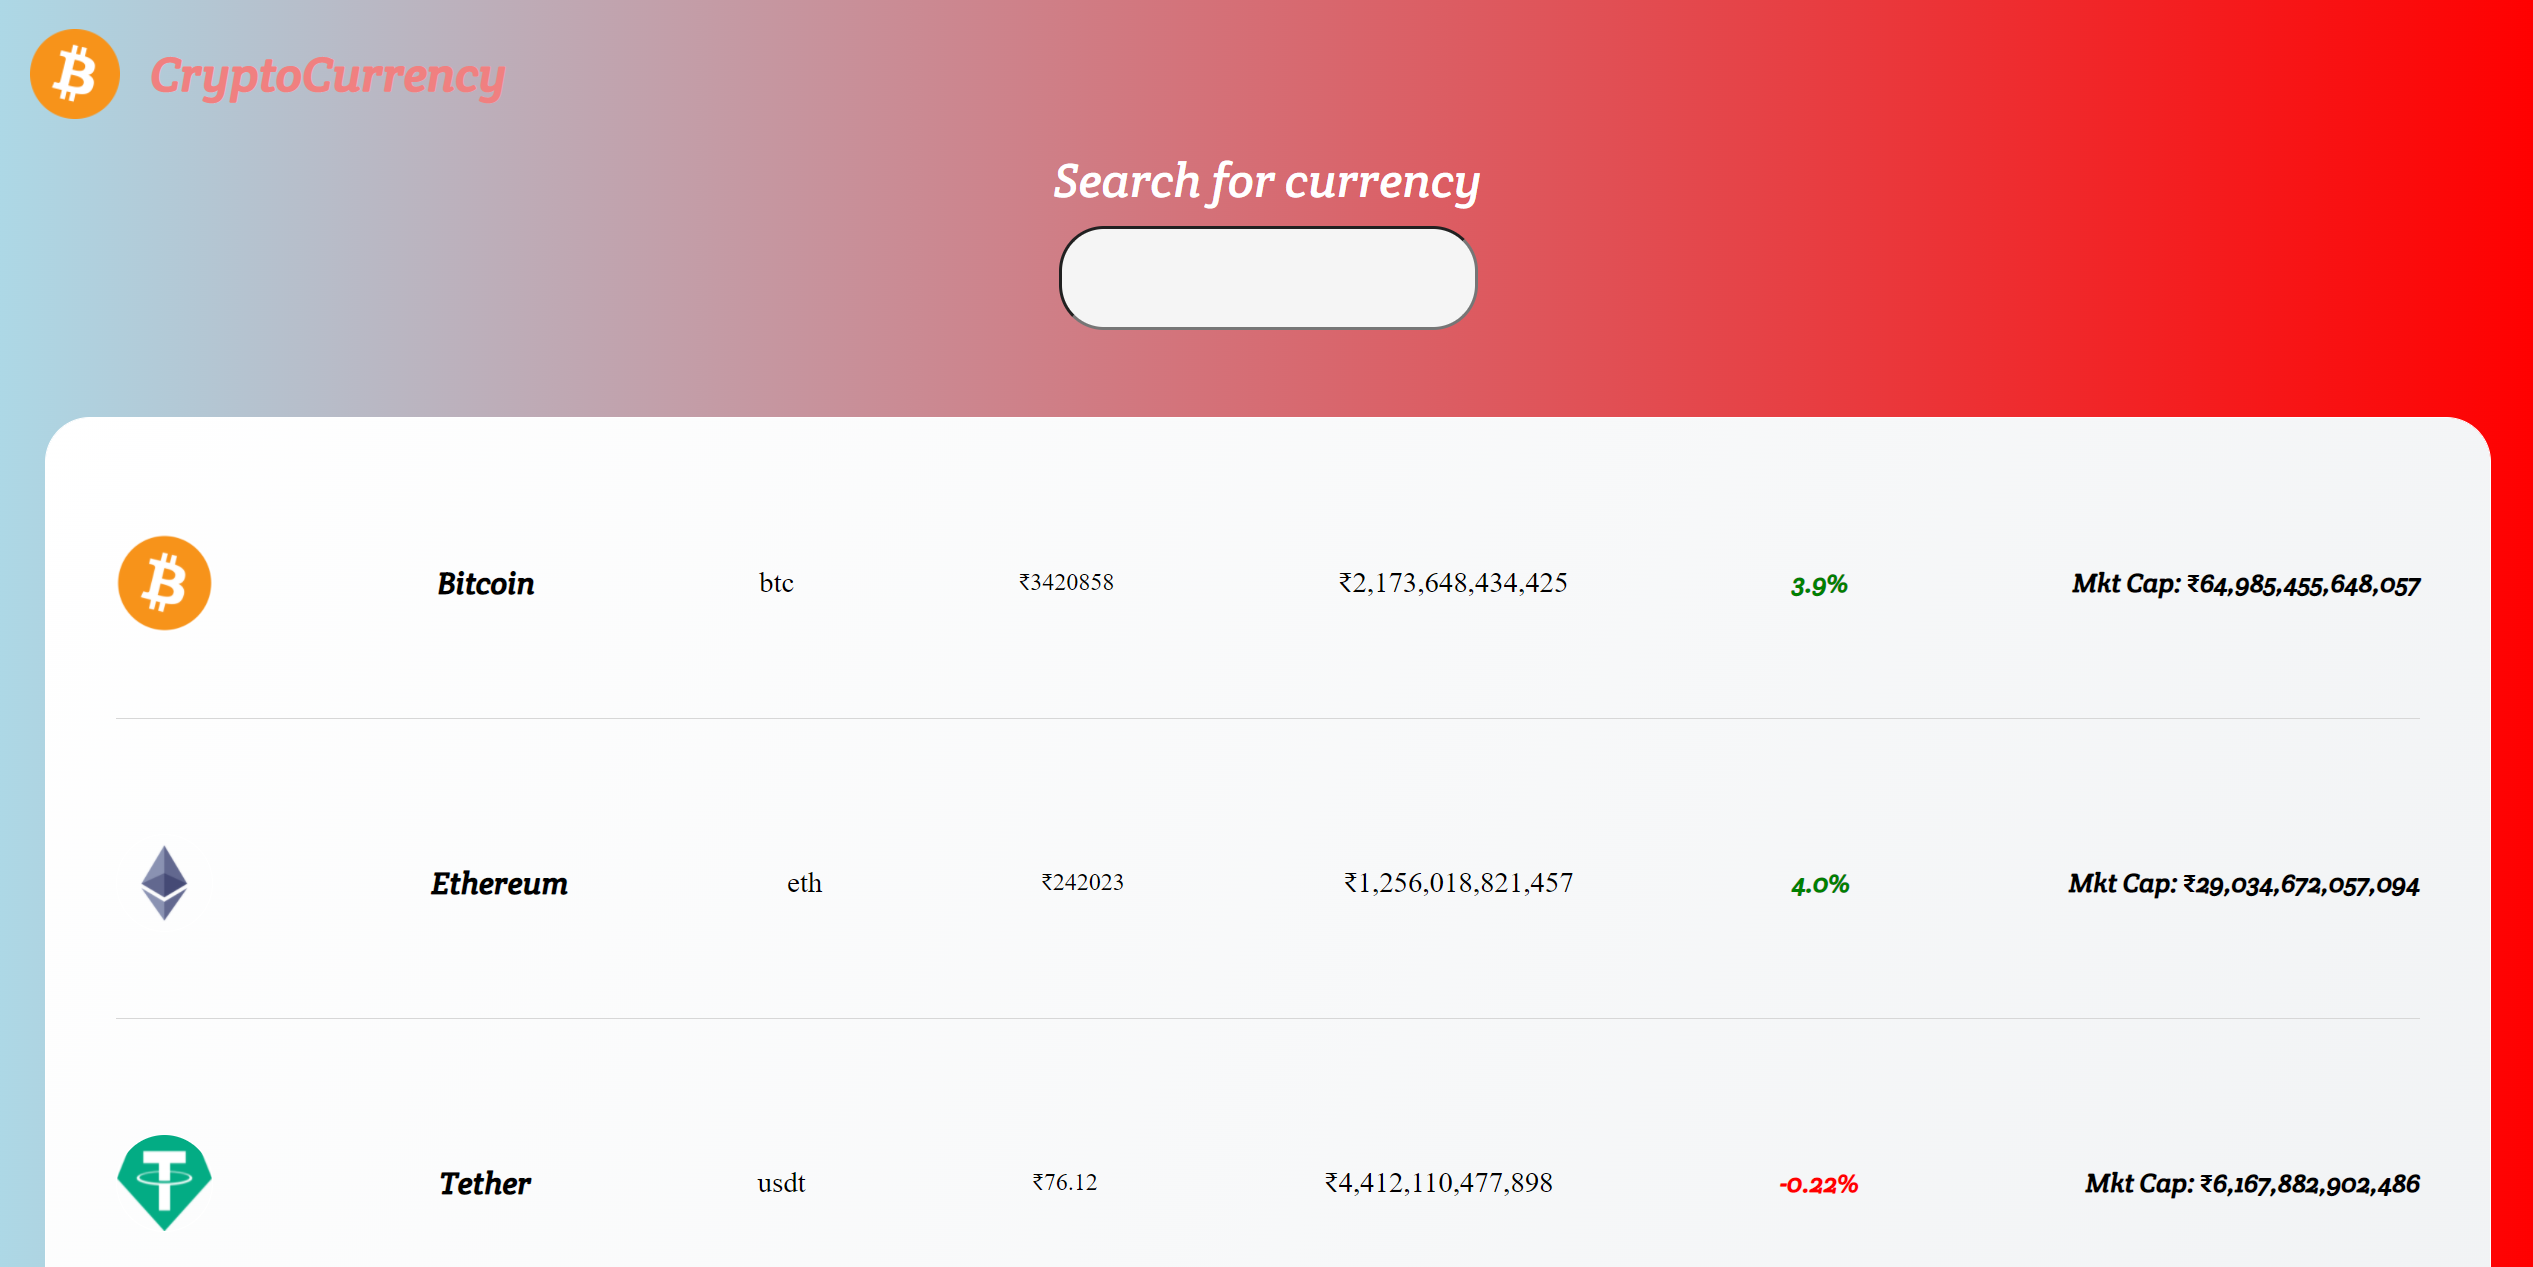 CryptoCurrency
Search for currency
Bitcoin btc ₹3420858 ₹2,173,648,434,425 3.9% Mkt Cap: ₹64,985,455,648,057
Ethereum eth ₹242023 ₹1,256,018,821,457 4.0% Mkt Cap: ₹29,034,672,057,094
Tether usdt ₹76.12 ₹4,412,110,477,898 -0.22% Mkt Cap: ₹6,167,882,902,486